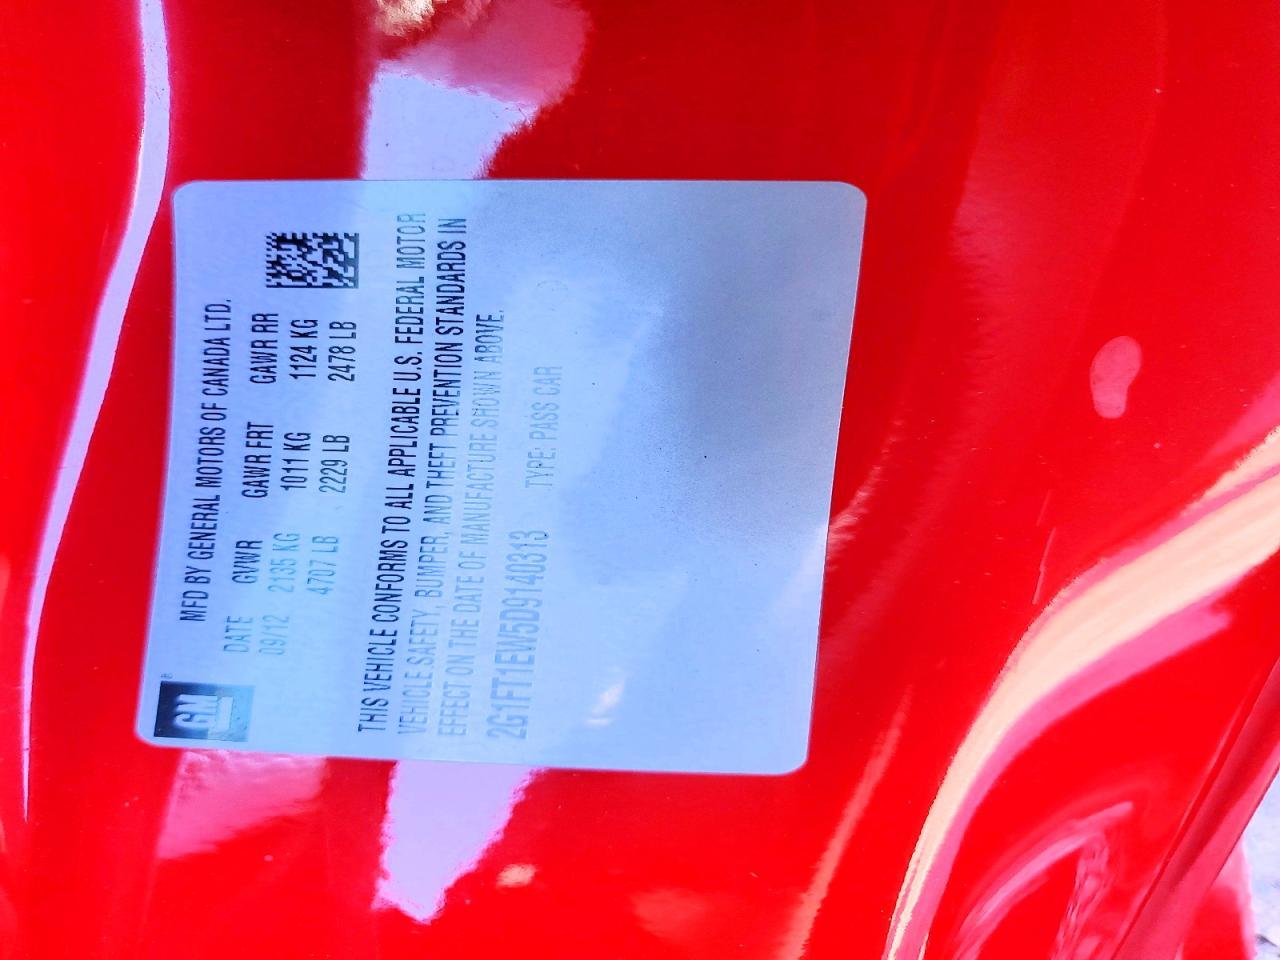 GM ®
MFD BY GENERAL MOTORS OF CANADA LTD.
DATE GVWR GAWR FRT GAWR RR
09/12 2135 KG 1011 KG 1124 KG
4707 LB 2229 LB 2478 LB
THIS VEHICLE CONFORMS TO ALL APPLICABLE U.S. FEDERAL MOTOR
VEHICLE SAFETY, BUMPER, AND THEFT PREVENTION STANDARDS IN
EFFECT ON THE DATE OF MANUFACTURE SHOWN ABOVE.
2G1FT1EW5D9140313 TYPE: PASS CAR